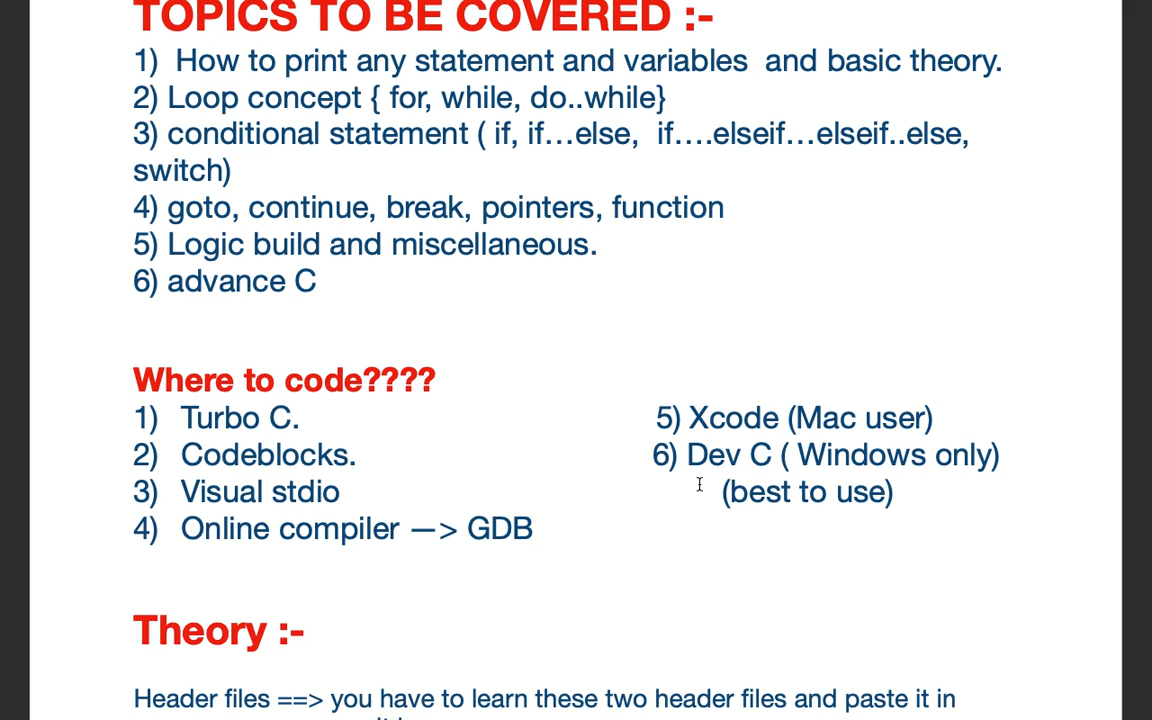 TOPICS TO BE COVERED :-
1)  How to print any statement and variables  and basic theory.
2) Loop concept { for, while, do..while}
3) conditional statement ( if, if…else,  if….elseif…elseif..else,
switch)
4) goto, continue, break, pointers, function
5) Logic build and miscellaneous.
6) advance C
Where to code????
1)   Turbo C.
2)   Codeblocks.
3)   Visual stdio
4)   Online compiler —> GDB
5) Xcode (Mac user)
6) Dev C ( Windows only)
(best to use)
Theory :-
Header files ==> you have to learn these two header files and paste it in